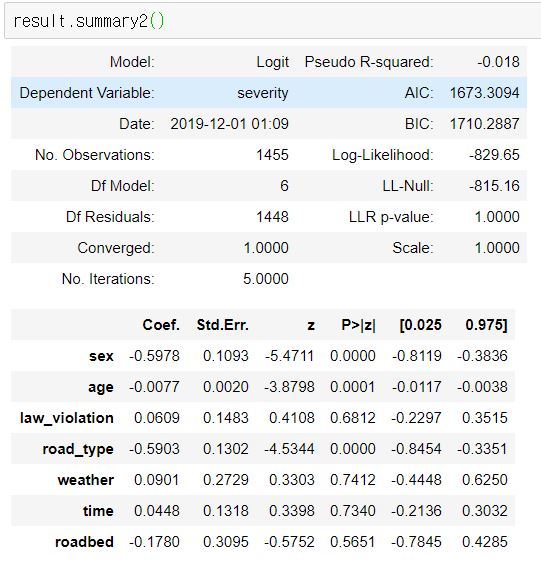 result.summary2()
Model: Logit Pseudo R-squared: -0.018
Dependent Variable: severity AIC: 1673.3094
Date: 2019-12-01 01:09 BIC: 1710.2887
No. Observations: 1455 Log-Likelihood: -829.65
Df Model: 6 LL-Null: -815.16
Df Residuals: 1448 LLR p-value: 1.0000
Converged: 1.0000 Scale: 1.0000
No. Iterations: 5.0000
Coef. Std.Err. z P>|z| [0.025 0.975]
sex -0.5978 0.1093 -5.4711 0.0000 -0.8119 -0.3836
age -0.0077 0.0020 -3.8798 0.0001 -0.0117 -0.0038
law_violation 0.0609 0.1483 0.4108 0.6812 -0.2297 0.3515
road_type -0.5903 0.1302 -4.5344 0.0000 -0.8454 -0.3351
weather 0.0901 0.2729 0.3303 0.7412 -0.4448 0.6250
time 0.0448 0.1318 0.3398 0.7340 -0.2136 0.3032
roadbed -0.1780 0.3095 -0.5752 0.5651 -0.7845 0.4285